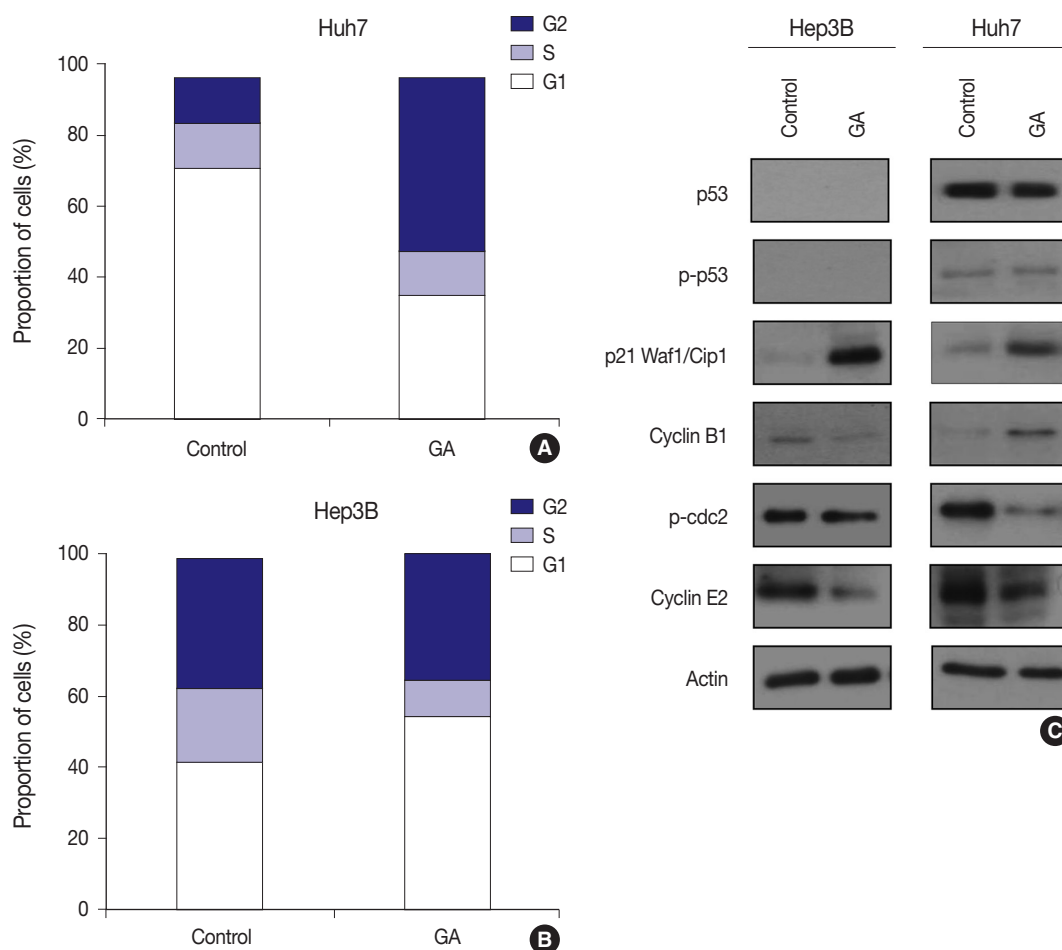 Huh7
G2
S
G1
Proportion of cells (%)
100
80
60
40
20
0
Control GA
A
Hep3B
G2
S
G1
Proportion of cells (%)
100
80
60
40
20
0
Control GA
B
Hep3B Huh7
Control GA Control GA
p53
p-p53
p21 Waf1/Cip1
Cyclin B1
p-cdc2
Cyclin E2
Actin
C